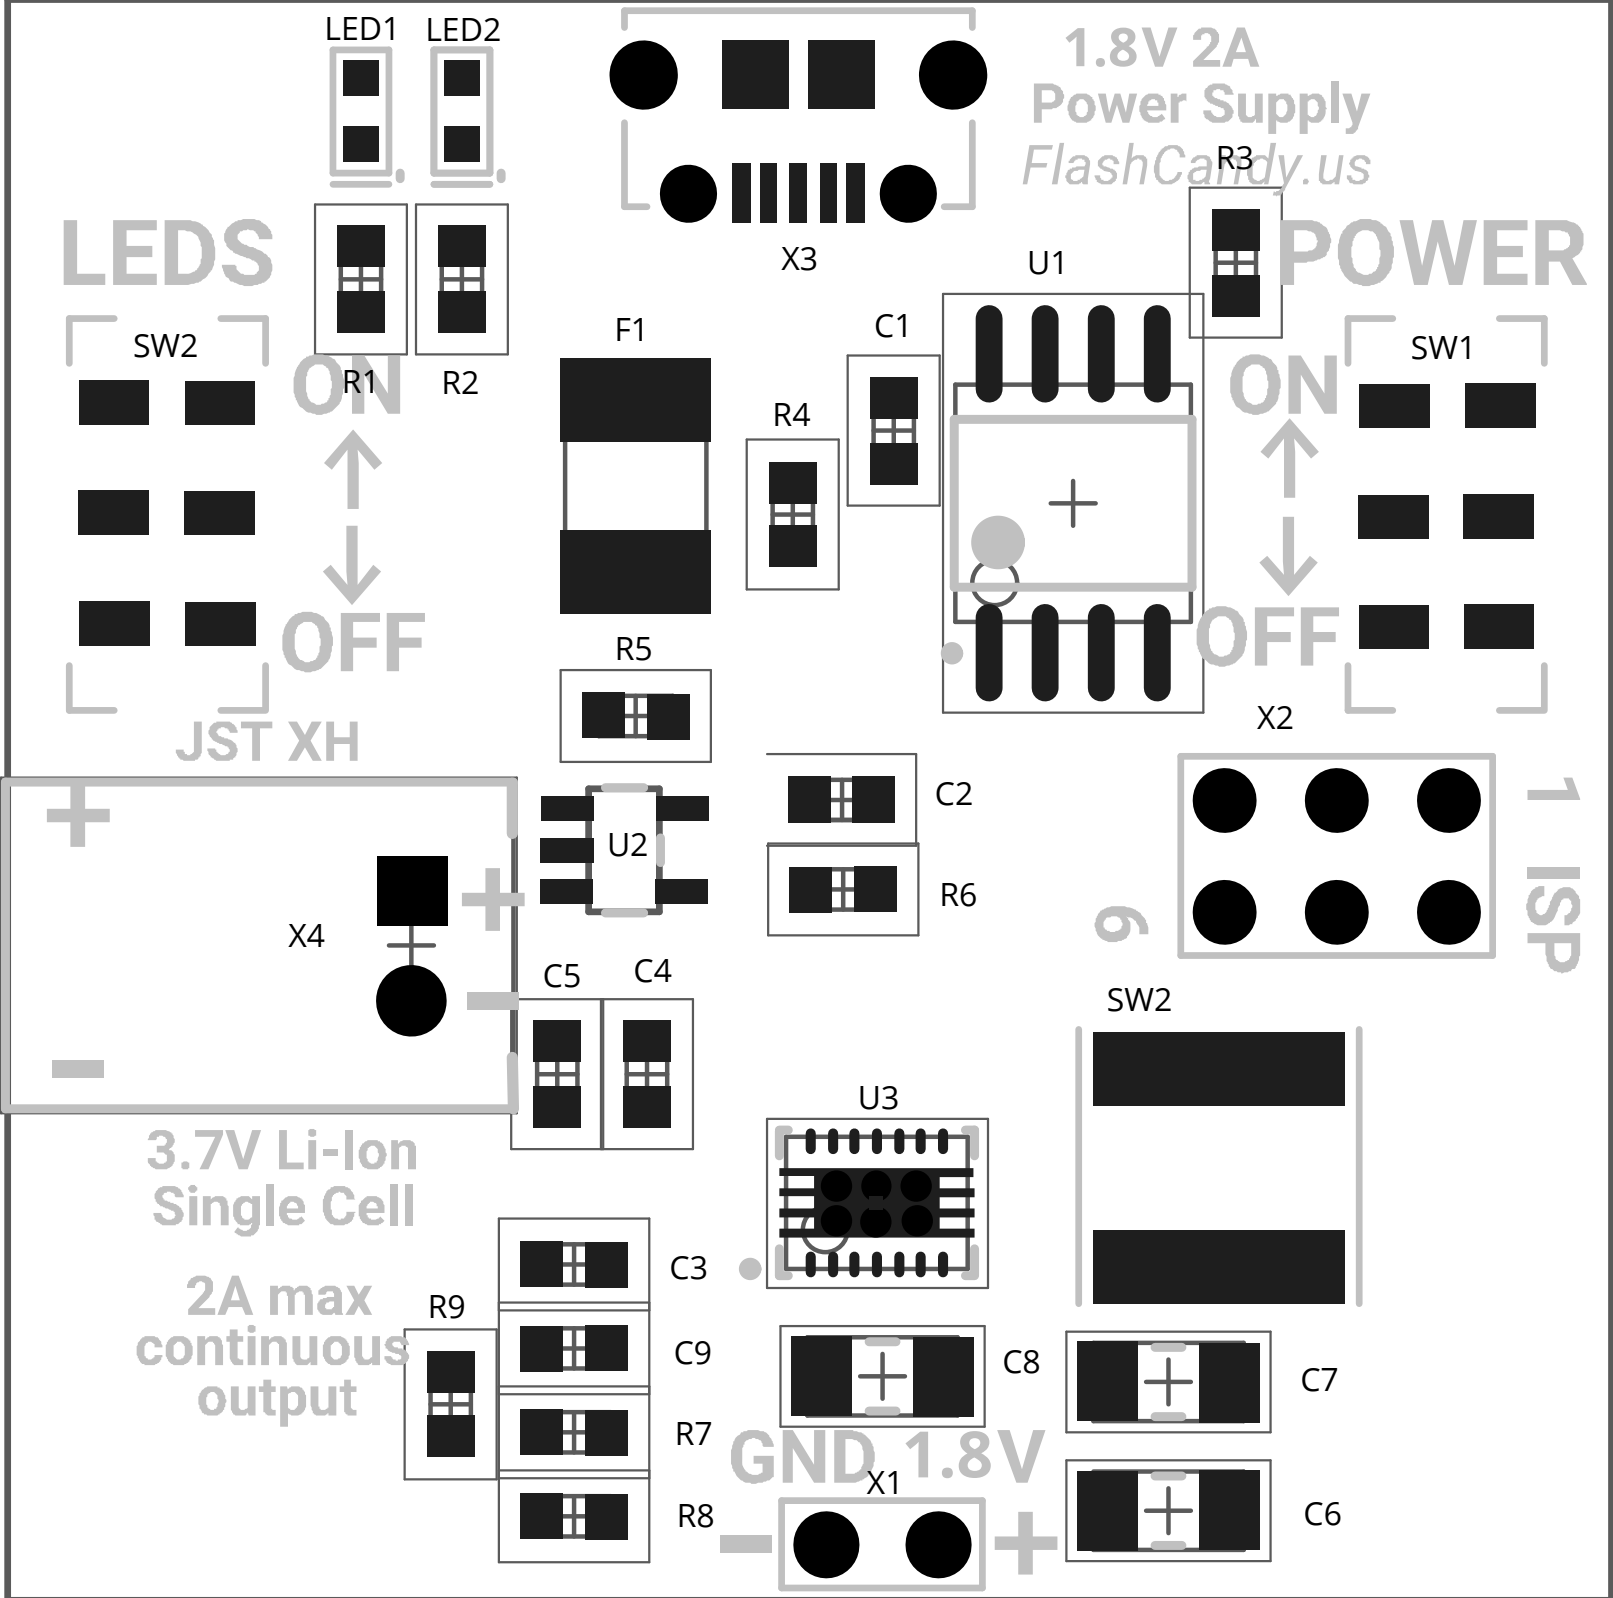 LED1 LED2
1.8V 2A
Power Supply
FlashCandy.us
R3
LEDS
X3
U1
POWER
SW2
F1
C1
SW1
ON
R1
R2
R4
ON
OFF
R5
OFF
X2
JST XH
+
C2
1
U2
R6
ISP
X4
+
6
C5
C4
SW2
-
-
U3
3.7V Li-Ion
Single Cell
C3
2A max
continuous
output
R9
C9
C8
C7
R7
GND 1.8V
X1
R8
-
+
C6